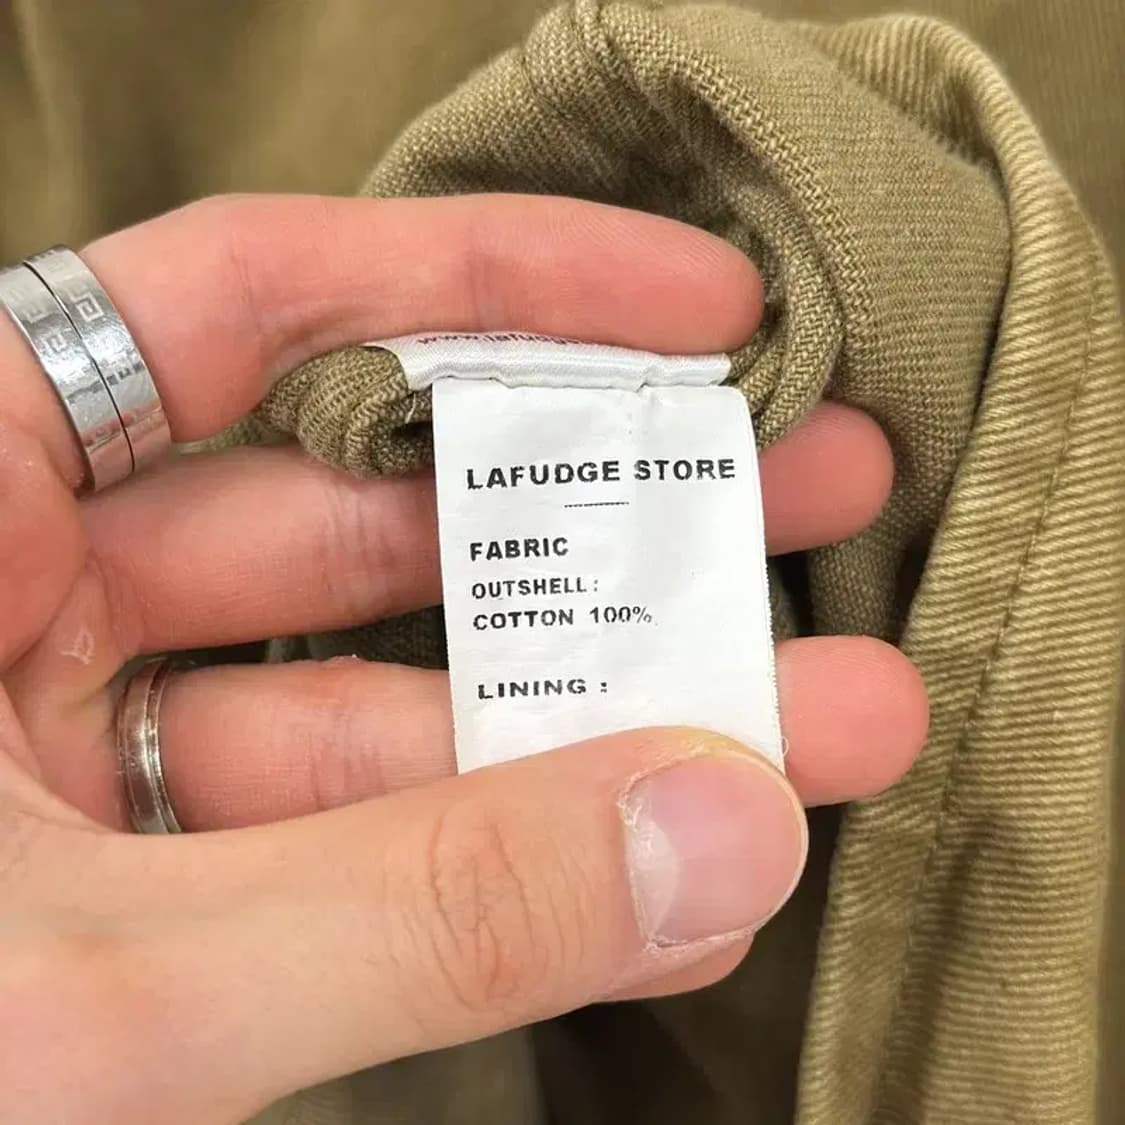 LAFUDGE STORE
FABRIC
OUTSHELL:
COTTON 100%
LINING :